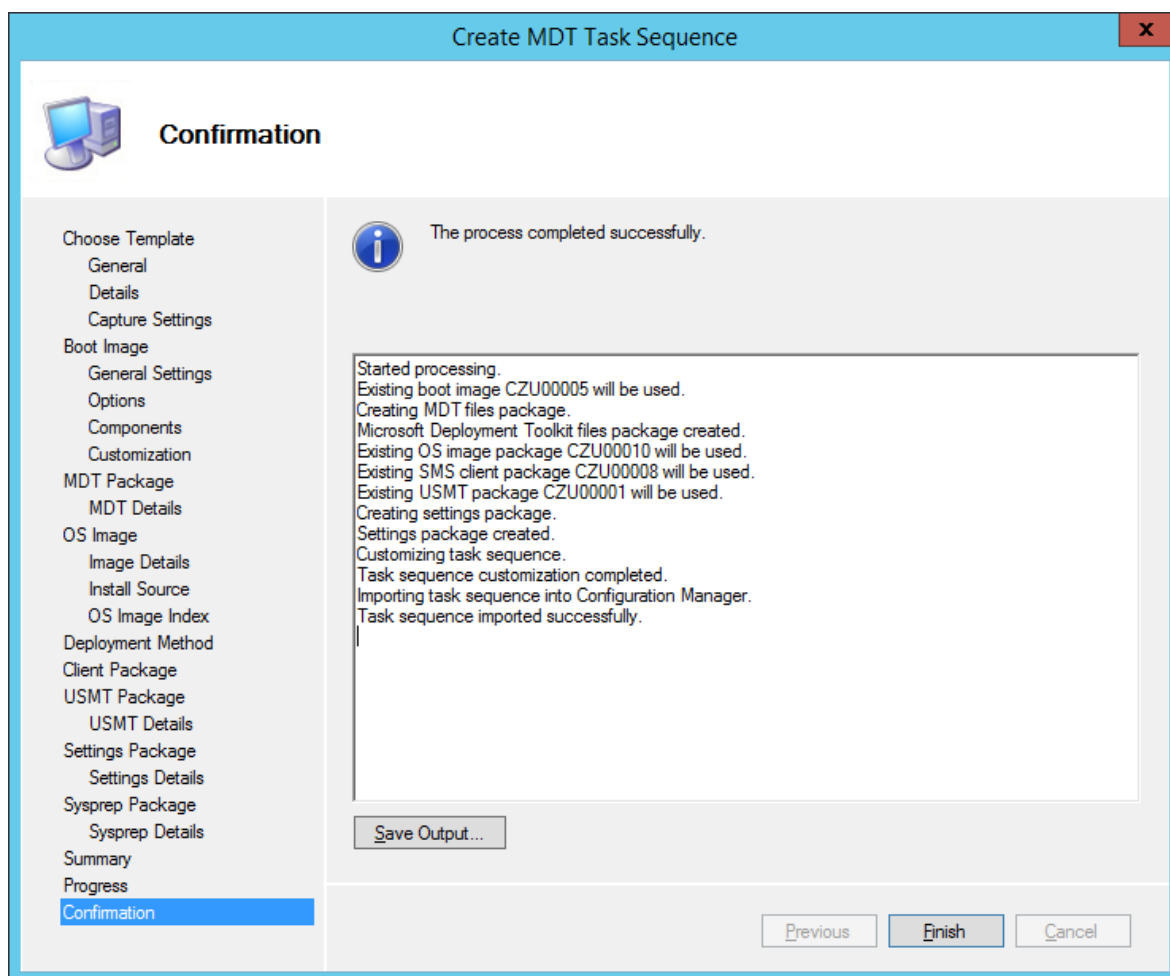 Create MDT Task Sequence
x
Confirmation
Choose Template
General
Details
Capture Settings
Boot Image
General Settings
Options
Components
Customization
MDT Package
MDT Details
OS Image
Image Details
Install Source
OS Image Index
Deployment Method
Client Package
USMT Package
USMT Details
Settings Package
Settings Details
Sysprep Package
Sysprep Details
Summary
Progress
Confirmation
The process completed successfully.
Started processing.
Existing boot image CZU00005 will be used.
Creating MDT files package.
Microsoft Deployment Toolkit files package created.
Existing OS image package CZU00010 will be used.
Existing SMS client package CZU00008 will be used.
Existing USMT package CZU00001 will be used.
Creating settings package.
Settings package created.
Customizing task sequence.
Task sequence customization completed.
Importing task sequence into Configuration Manager.
Task sequence imported successfully.
Save Output...
Previous
Finish
Cancel